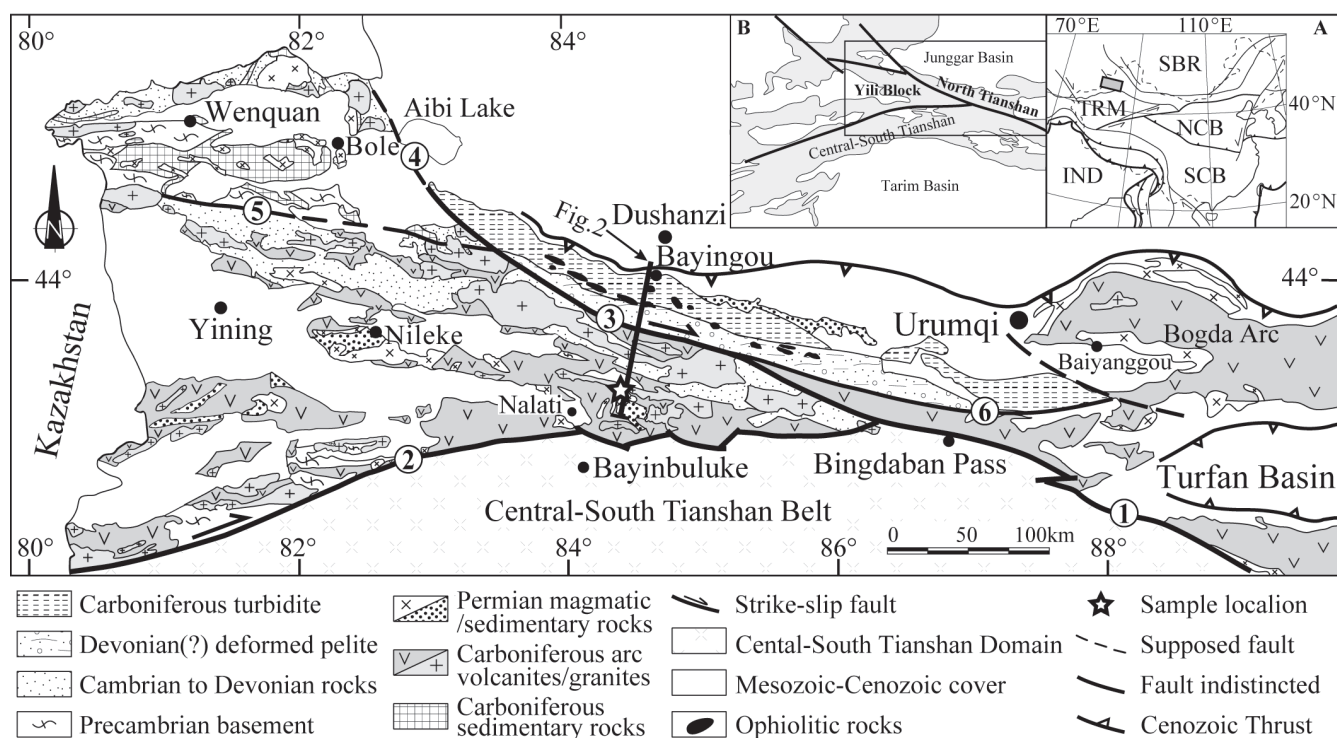 80°
82°
84°
B
Junggar Basin
Yili Block
North Tianshan
Central-South Tianshan
Tarim Basin
70°E
110°E
A
SBR
TRM
40°N
NCB
IND
SCB
20°N
Wenquan
Aibi Lake
Bole
4
5
Fig.2
Dushanzi
Bayingou
44°
44°
3
Urumqi
Bogda Arc
Yining
Nileke
Baiyanggou
Kazakhstan
Nalati
6
2
Bayinbuluke
Bingdaban Pass
Turfan Basin
Central-South Tianshan Belt
1
0 50 100km
80°
82°
84°
86°
88°
Carboniferous turbidite
Devonian(?) deformed pelite
Cambrian to Devonian rocks
Precambrian basement
Permian magmatic
/sedimentary rocks
Carboniferous arc
volcanites/granites
Carboniferous
sedimentary rocks
Strike-slip fault
Cental-South Tianshan Domain
Mesozoic-Cenozoic cover
Ophiolitic rocks
Sample localion
Supposed fault
Fault indistincted
Cenozoic Thrust